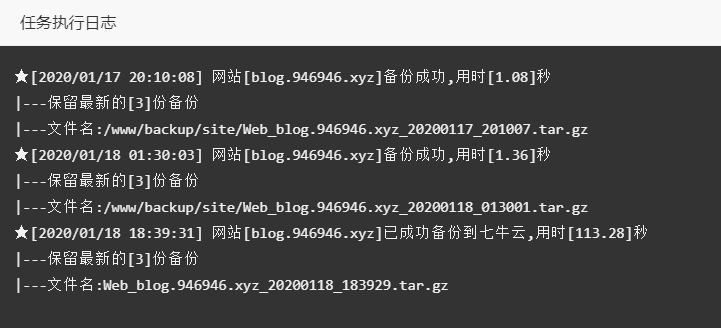 任务执行日志
★[2020/01/17 20:10:08] 网站[blog.946946.xyz]备份成功,用时[1.08]秒
|---保留最新的[3]份备份
|---文件名:/www/backup/site/Web_blog.946946.xyz_20200117_201007.tar.gz
★[2020/01/18 01:30:03] 网站[blog.946946.xyz]备份成功,用时[1.36]秒
|---保留最新的[3]份备份
|---文件名:/www/backup/site/Web_blog.946946.xyz_20200118_013001.tar.gz
★[2020/01/18 18:39:31] 网站[blog.946946.xyz]已成功备份到七牛云,用时[113.28]秒
|---保留最新的[3]份备份
|---文件名:Web_blog.946946.xyz_20200118_183929.tar.gz